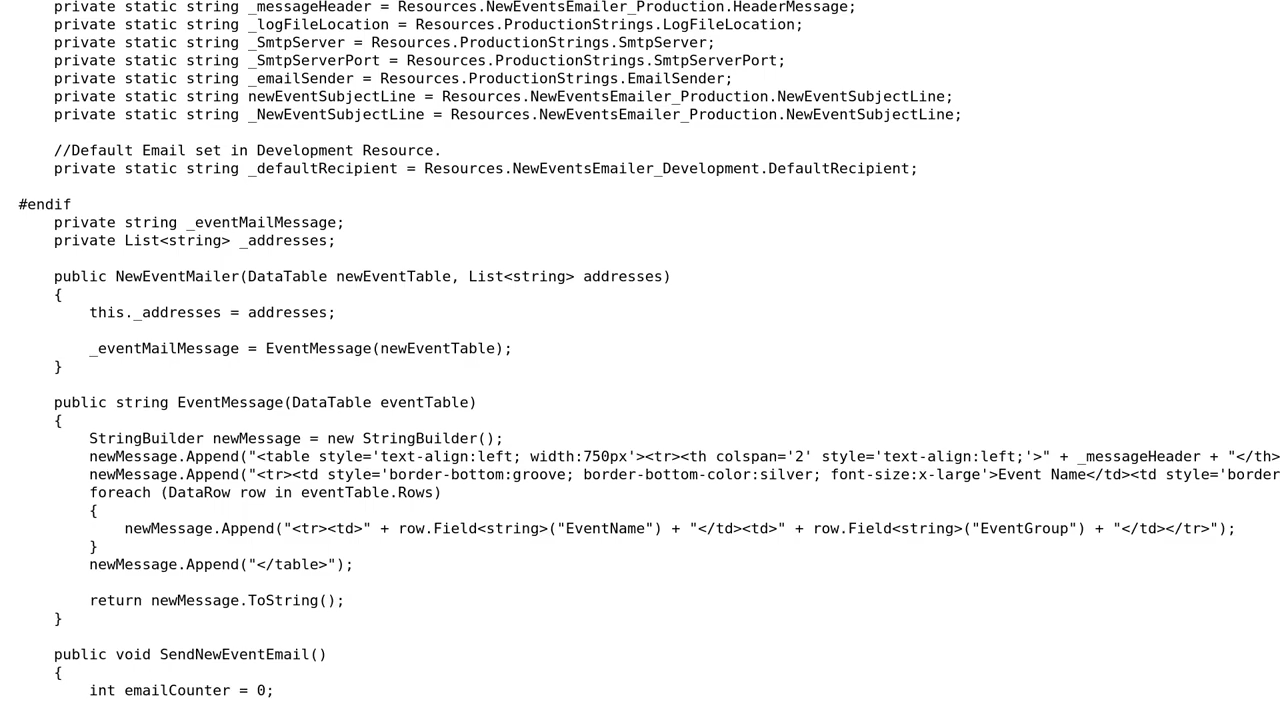 private static string _messageHeader = Resources.NewEventsEmailer_Production.HeaderMessage;
private static string _logFileLocation = Resources.ProductionStrings.LogFileLocation;
private static string _SmtpServer = Resources.ProductionStrings.SmtpServer;
private static string _SmtpServerPort = Resources.ProductionStrings.SmtpServerPort;
private static string _emailSender = Resources.ProductionStrings.EmailSender;
private static string newEventSubjectLine = Resources.NewEventsEmailer_Production.NewEventSubjectLine;
private static string _NewEventSubjectLine = Resources.NewEventsEmailer_Production.NewEventSubjectLine;
//Default Email set in Development Resource.
private static string _defaultRecipient = Resources.NewEventsEmailer_Development.DefaultRecipient;
#endif
private string _eventMailMessage;
private List<string> _addresses;
public NewEventMailer(DataTable newEventTable, List<string> addresses)
{
this._addresses = addresses;
_eventMailMessage = EventMessage(newEventTable);
}
public string EventMessage(DataTable eventTable)
{
StringBuilder newMessage = new StringBuilder();
newMessage.Append("<table style='text-align:left; width:750px'><tr><th colspan='2' style='text-align:left;'>" + _messageHeader + "</th>
newMessage.Append("<tr><td style='border-bottom:groove; border-bottom-color:silver; font-size:x-large'>Event Name</td><td style='border
foreach (DataRow row in eventTable.Rows)
{
newMessage.Append("<tr><td>" + row.Field<string>("EventName") + "</td><td>" + row.Field<string>("EventGroup") + "</td></tr>");
}
newMessage.Append("</table>");
return newMessage.ToString();
}
public void SendNewEventEmail()
{
int emailCounter = 0;